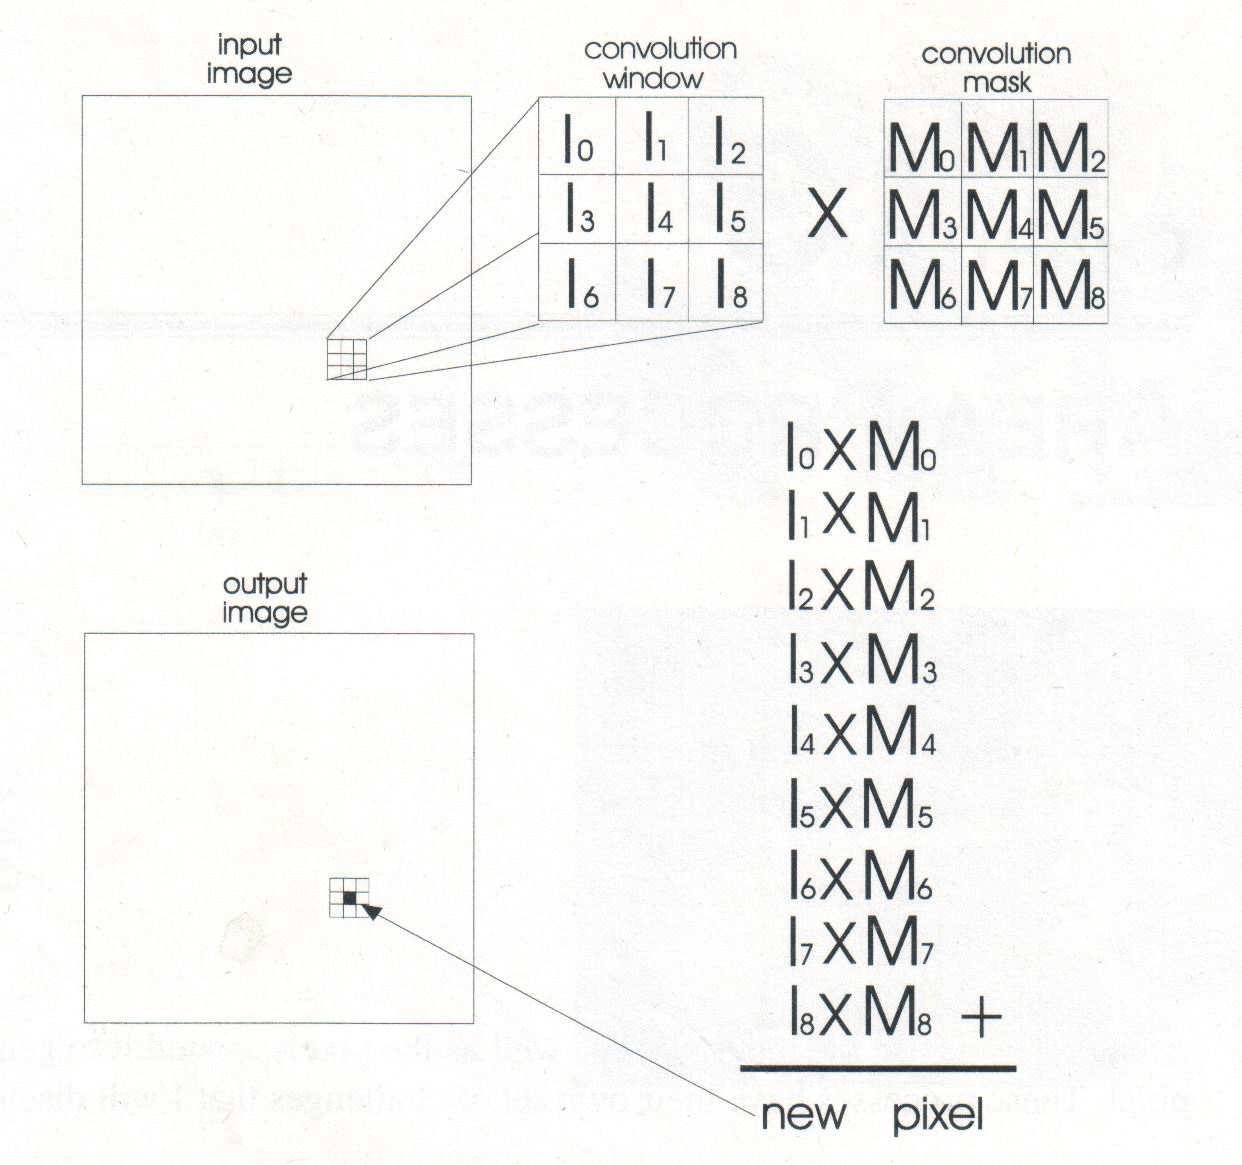 input
image
convolution
window
convolution
mask
I0 I1 I2
I3 I4 I5
I6 I7 I8
X
M0 M1 M2
M3 M4 M5
M6 M7 M8
I0 X M0
I1 X M1
I2 X M2
I3 X M3
I4 X M4
I5 X M5
I6 X M6
I7 X M7
I8 X M8 +
new pixel
output
image